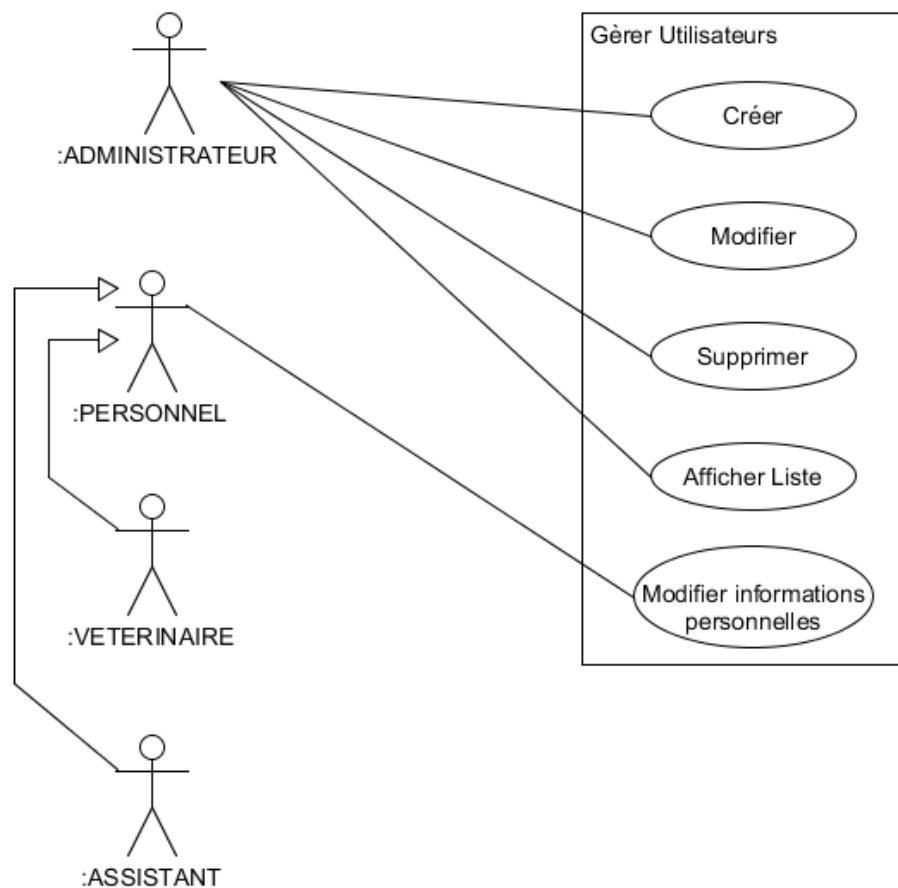 Gèrer Utilisateurs
Créer
:ADMINISTRATEUR
Modifier
Supprimer
:PERSONNEL
Afficher Liste
Modifier informations
personnelles
:VETERINAIRE
:ASSISTANT